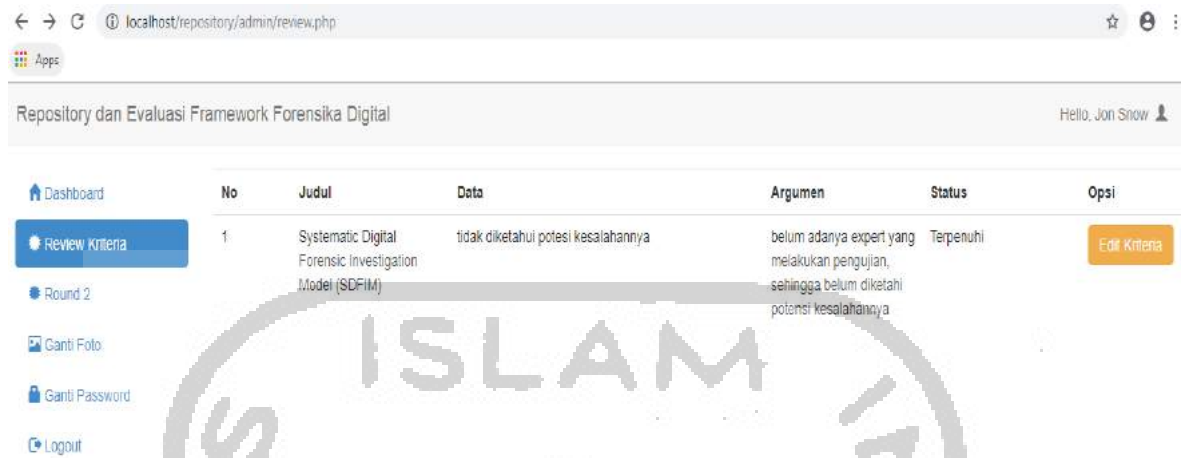 localhost/repository/admin/review.php
Apps
Repository dan Evaluasi Framework Forensika Digital
Hello, Jon Snow
Dashboard
Review Kriteria
Round 2
Ganti Foto
Ganti Password
Logout
No Judul Data Argumen Status Opsi
1 Systematic Digital tidak diketahui potesi kesalahannya belum adanya expert yang Terpenuhi Edit Kriteria
Forensic Investigation melakukan pengujian,
Model (SDFIM) sehingga belum diketahi
potensi kesalahannya
ISLAM